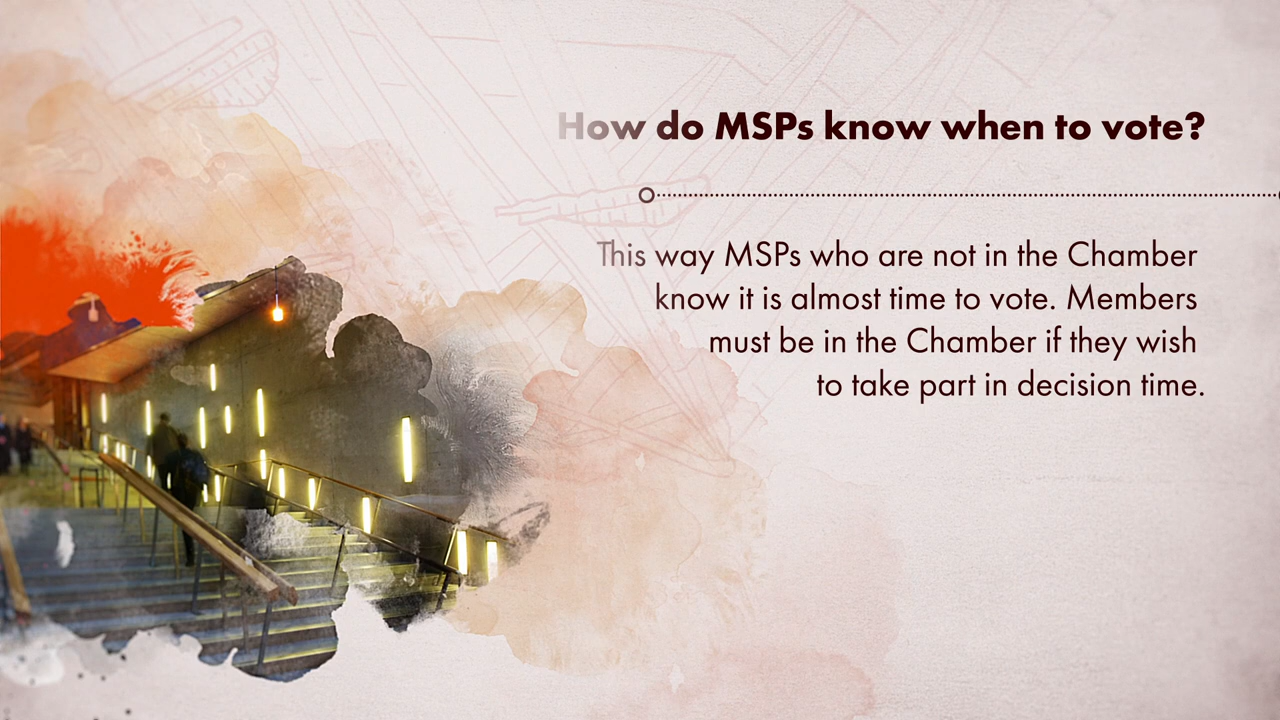 How do MSPs know when to vote?
This way MSPs who are not in the Chamber
know it is almost time to vote. Members
must be in the Chamber if they wish
to take part in decision time.